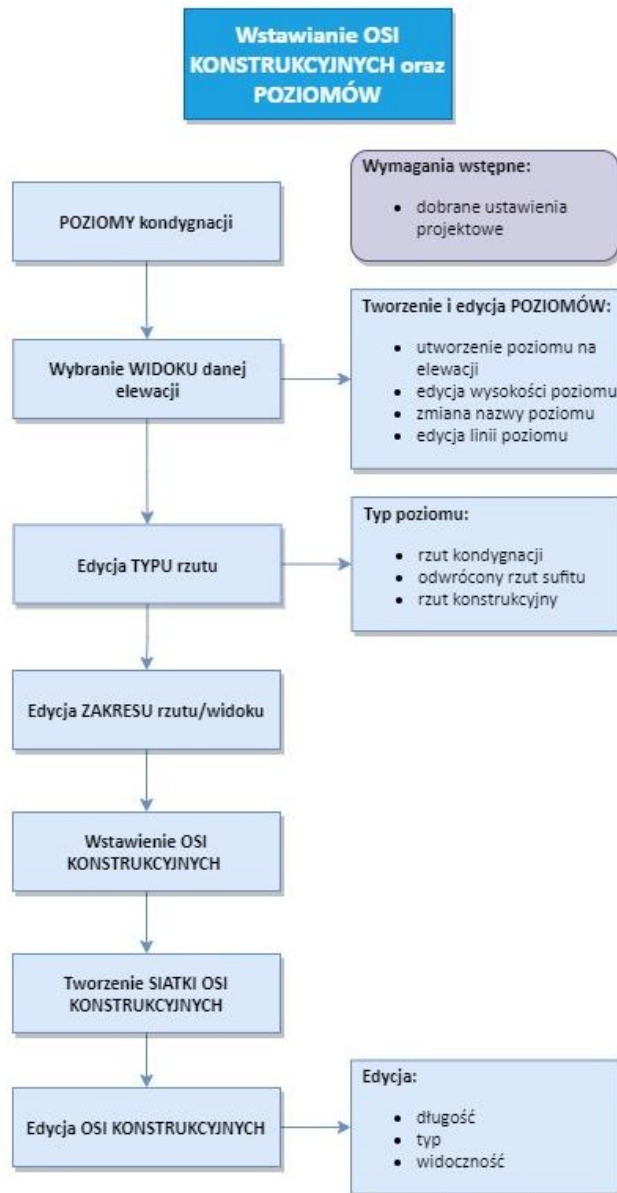 Wstawianie OSI
KONSTRUKCYJNYCH oraz
POZIOMÓW
Wymagania wstępne:
• dobrane ustawienia
projektowe
POZIOMY kondygnacji
Tworzenie i edycja POZIOMÓW:
• utworzenie poziomu na
elewacji
• edycja wysokości poziomu
• zmiana nazwy poziomu
• edycja linii poziomu
Wybranie WIDOKU danej
elewacji
Typ poziomu:
• rzut kondygnacji
• odwrócony rzut sufitu
• rzut konstrukcyjny
Edycja TYPU rzutu
Edycja ZAKRESU rzutu/widoku
Wstawienie OSI
KONSTRUKCYJNYCH
Tworzenie SIATKI OSI
KONSTRUKCYJNYCH
Edycja OSI KONSTRUKCYJNYCH
Edycja:
• długość
• typ
• widoczność